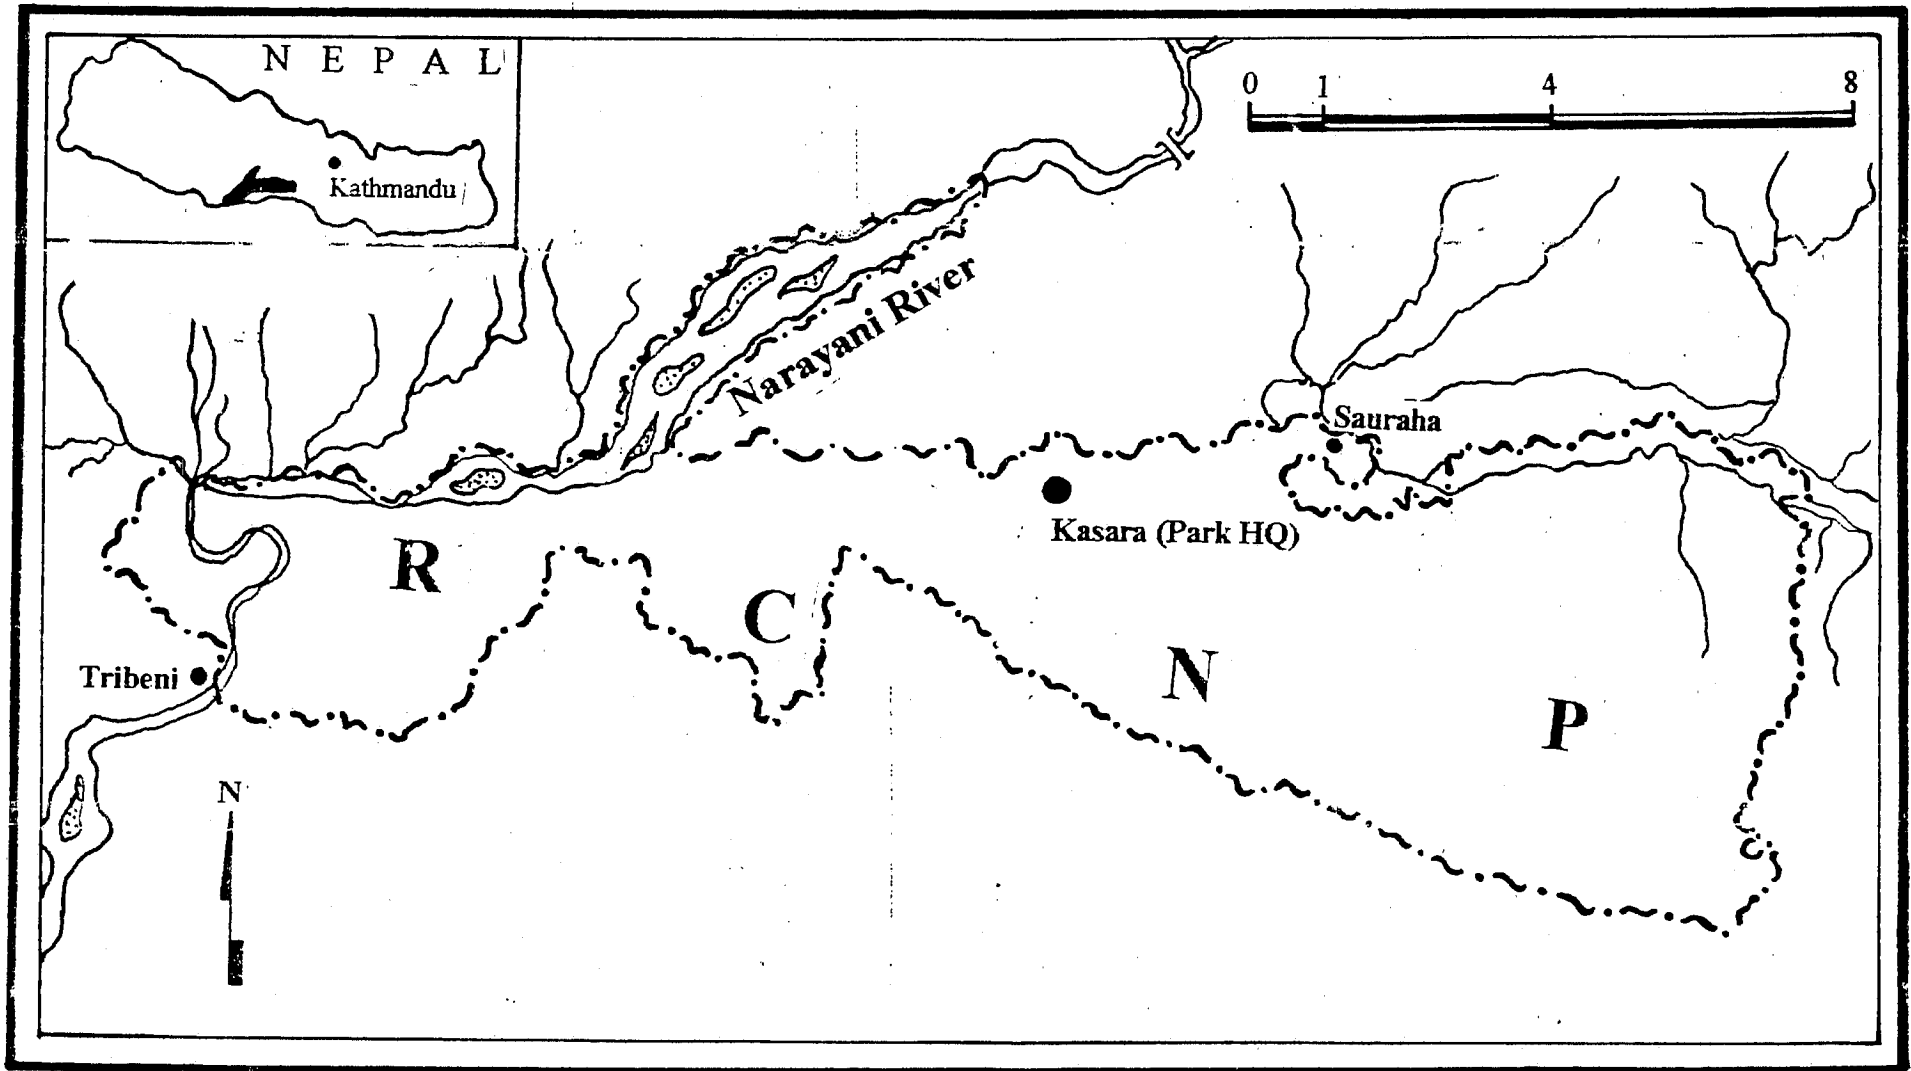 N E P A L
Kathmandu
0 1 4 8
Narayani River
Sauraha
Kasara (Park HQ)
R C N P
Tribeni
N